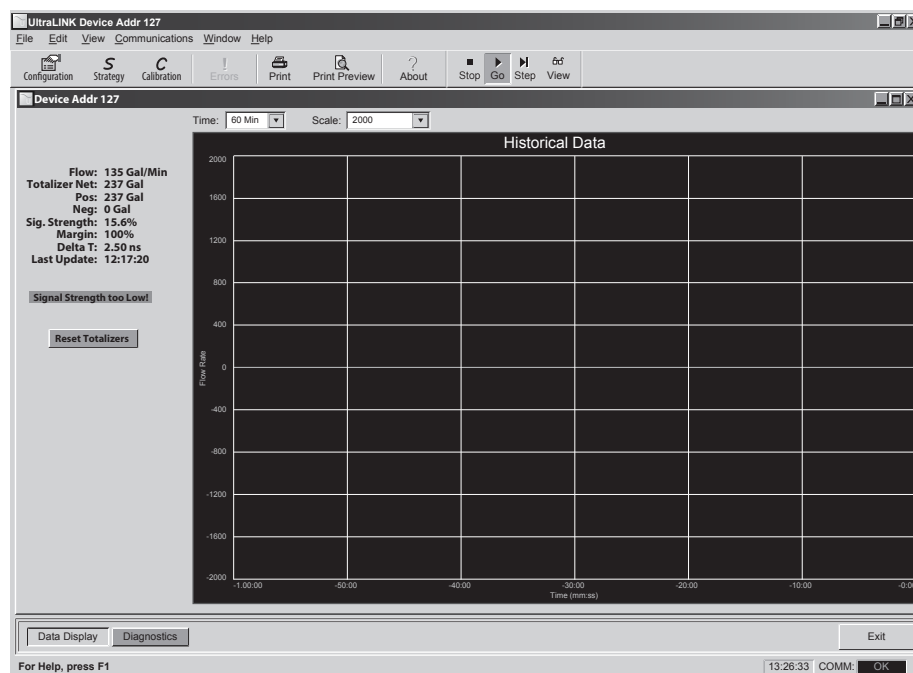 UltraLINK Device Addr 127
File Edit View Communications Window Help
Configuration Strategy Calibration Errors Print Print Preview About Stop Go Step View
S C ! ?
Device Addr 127
Time: 60 Min Scale: 2000
Historical Data
Flow: 135 Gal/Min
Totalizer Net: 237 Gal
Pos: 237 Gal
Neg: 0 Gal
Sig. Strength: 15.6%
Margin: 100%
Delta T: 2.50 ns
Last Update: 12:17:20
Signal Strength too Low!
Reset Totalizers
2000
1600
1200
800
400
0
-400
-800
-1200
-1600
-2000
Flow Rate
-1.00:00 -50:00 -40:00 -30:00 -20:00 -10:00 -0:00
Time (mm:ss)
Data Display Diagnostics Exit
For Help, press F1 13:26:33 COMM: OK